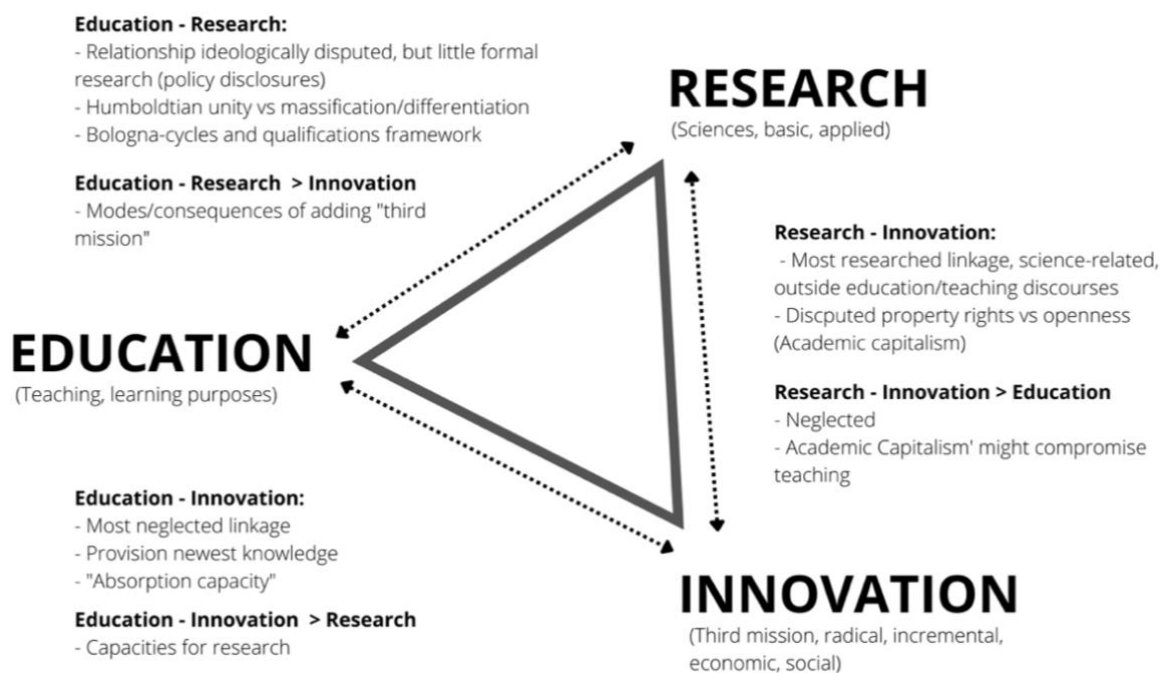 Education - Research:
- Relationship ideologically disputed, but little formal
research (policy disclosures)
- Humboldtian unity vs massification/differentiation
- Bologna-cycles and qualifications framework
Education - Research > Innovation
- Modes/consequences of adding "third
mission"
RESEARCH
(Sciences, basic, applied)
Research - Innovation:
- Most researched linkage, science-related,
outside education/teaching discourses
- Discputed property rights vs openness
(Academic capitalism)
Research - Innovation > Education
- Neglected
- Academic Capitalism' might compromise
teaching
EDUCATION
(Teaching, learning purposes)
Education - Innovation:
- Most neglected linkage
- Provision newest knowledge
- "Absorption capacity"
Education - Innovation > Research
- Capacities for research
INNOVATION
(Third mission, radical, incremental,
economic, social)